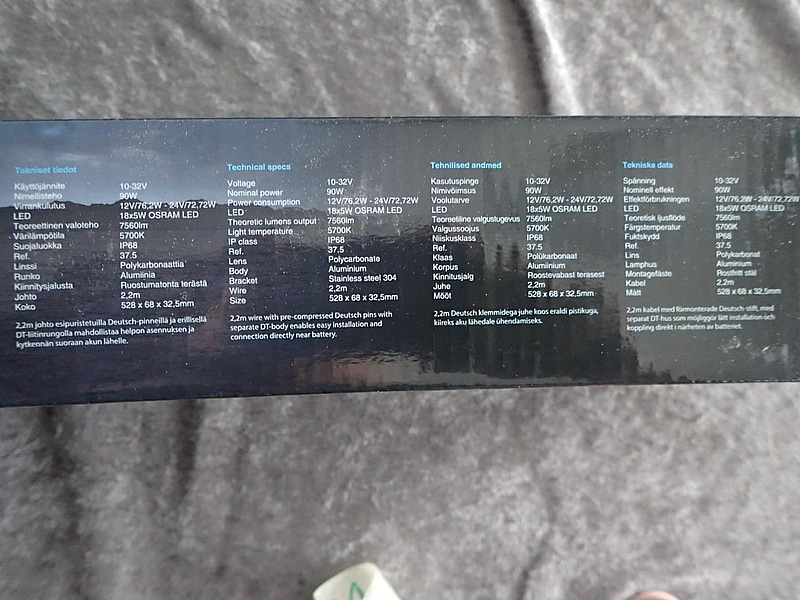 Tekniset tiedot
Käyttöjännite 10-32V
Nimellisteho 90W
Virrankulutus 12V/76,2W - 24V/72,72W
LED 18x5W OSRAM LED
Teoreettinen valoteho 7560lm
Värilämpötila 5700K
Suojaluokka IP68
Ref. 37.5
Linssi Polykarbonaattia
Runko Alumiinia
Kiinnitysjalusta Ruostumatonta terästä
Johto 2,2m
Koko 528 x 68 x 32,5mm
2,2m johto esipuristetuilla Deutsch-pinneillä ja erillisellä
DT-liitinrungolla mahdollistaa helpon asennuksen ja
kytkennän suoraan akun lähelle.
Technical specs
Voltage 10-32V
Nominal power 90W
Power consumption 12V/76,2W - 24V/72,72W
LED 18x5W OSRAM LED
Theoretic lumens output 7560lm
Light temperature 5700K
IP class IP68
Ref. 37.5
Lens Polycarbonate
Body Aluminium
Bracket Stainless steel 304
Wire 2,2m
Size 528 x 68 x 32,5mm
2,2m wire with pre-compressed Deutsch pins with
separate DT-body enables easy installation and
connection directly near battery.
Tehnilised andmed
Kasutuspinge 10-32V
Nimivõimsus 90W
Voolutarve 12V/76,2W - 24V/72,72W
LED 18x5W OSRAM LED
Teoreetiline valgustugevus 7560lm
Valgussoojus 5700K
Niiskusklass IP68
Ref. 37.5
Klaas Polükarbonaat
Korpus Alumiinium
Kinnitusjalg Roostevabast terasest
Juhe 2,2m
Mõõt 528 x 68 x 32,5mm
2,2m Deutsch klemmidega juhe koos eraldi pistikuga,
kiireks aku lähedale ühendamiseks.
Tekniska data
Spänning 10-32V
Nominell effekt 90W
Effektförbrukningen 12V/76,2W - 24V/72,72W
LED 18x5W OSRAM LED
Teoretisk ljusflöde 7560lm
Färgstemperatur 5700K
Fuktskydd IP68
Ref. 37.5
Lins Polykarbonat
Lamphus Aluminium
Montagefäste Rostfritt stål
Kabel 2,2m
Mått 528 x 68 x 32,5mm
2,2m kabel med förmonterade Deutsch-stift, med
separat DT-hus som möjliggör lätt installation och
koppling direkt i närheten av batteriet.